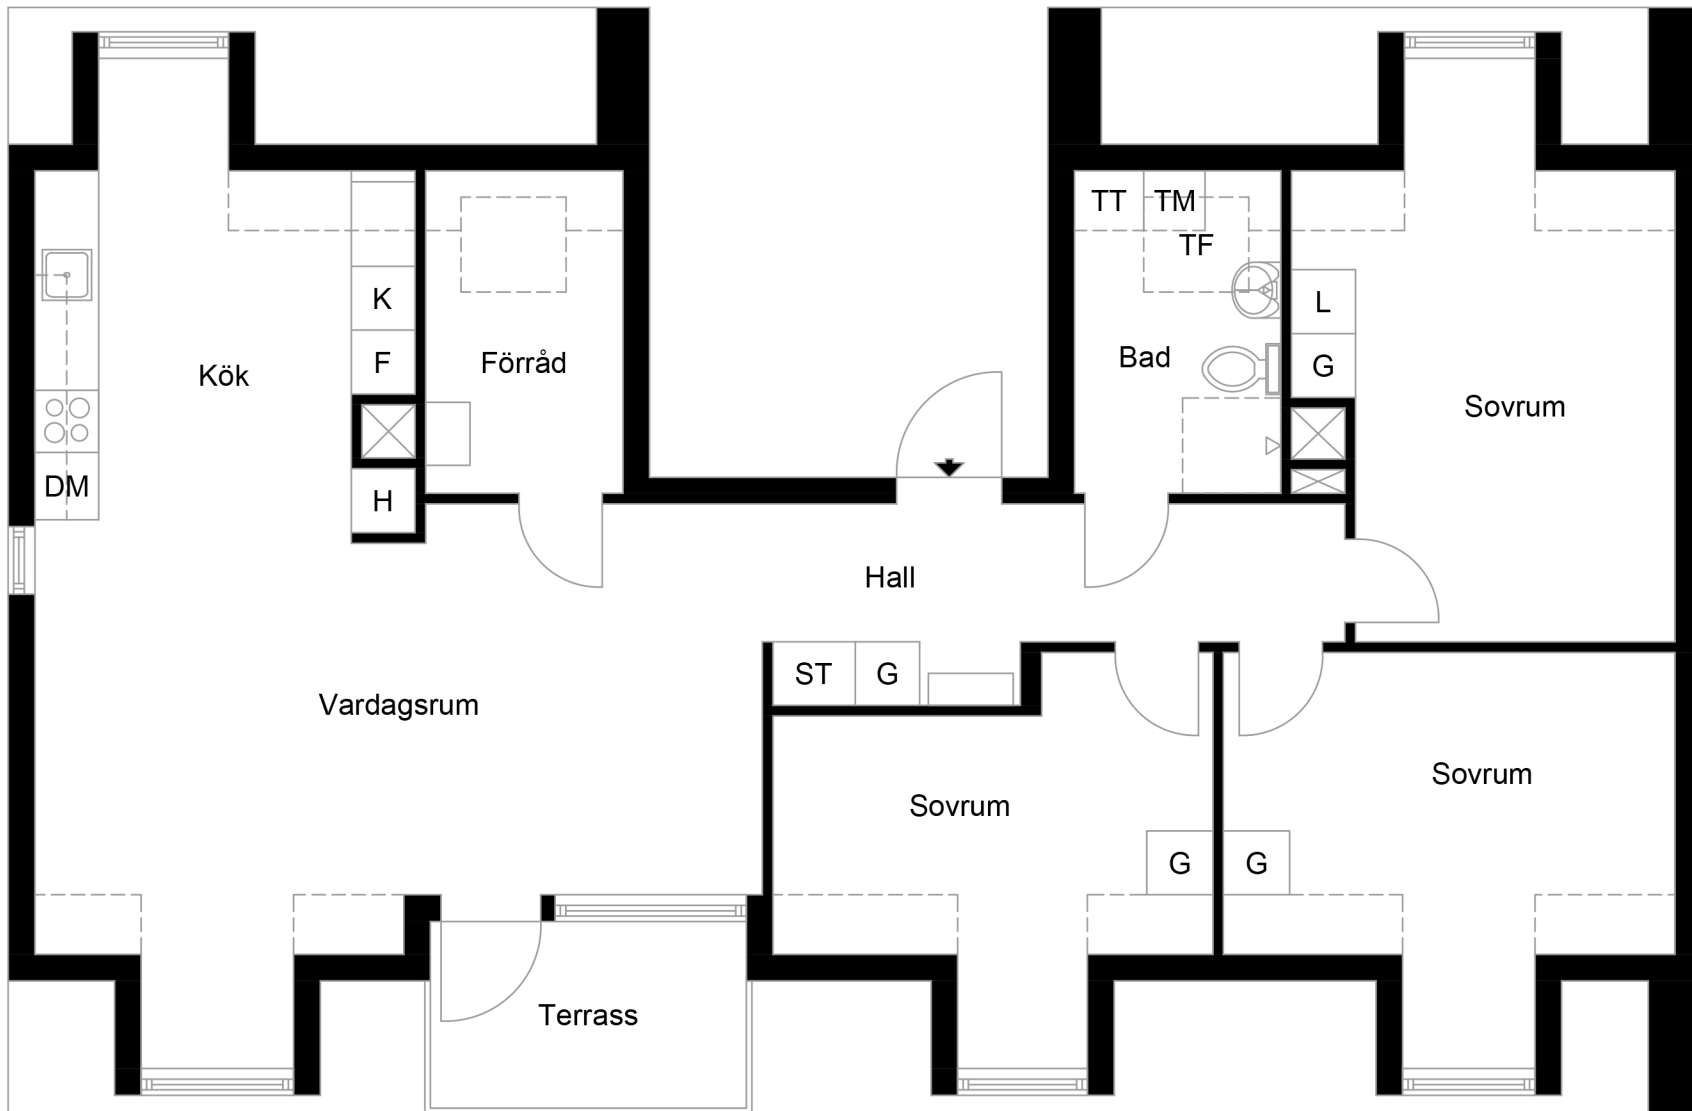 TT
TM
TF
K
L
F
G
Kök
Förråd
Bad
Sovrum
DM
H
Hall
ST
G
Vardagsrum
Sovrum
Sovrum
G
G
Terrass